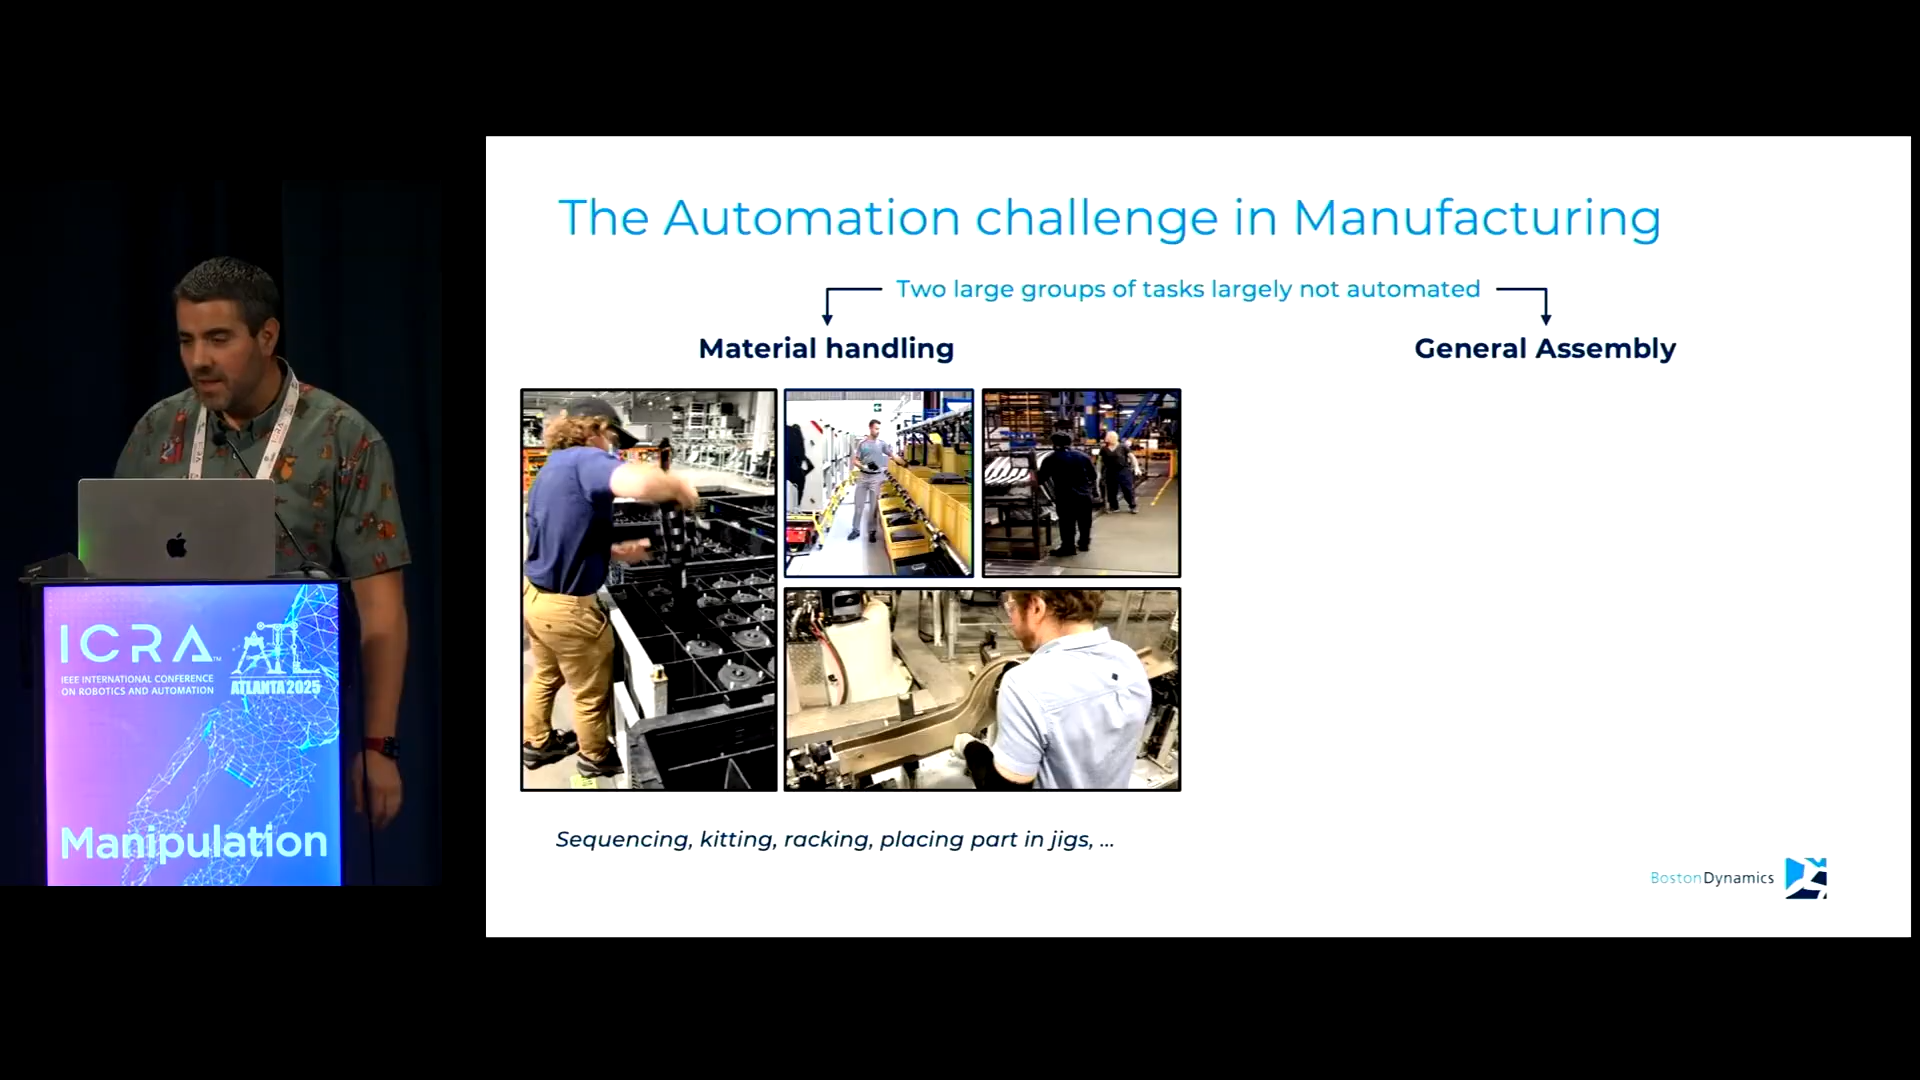 The Automation challenge in Manufacturing
Two large groups of tasks largely not automated
Material handling
General Assembly
Sequencing, kitting, racking, placing part in jigs, ...
BostonDynamics
ICRA
ATL
IEEE INTERNATIONAL CONFERENCE
ON ROBOTICS AND AUTOMATION
ATLANTA 2025
Manipulation